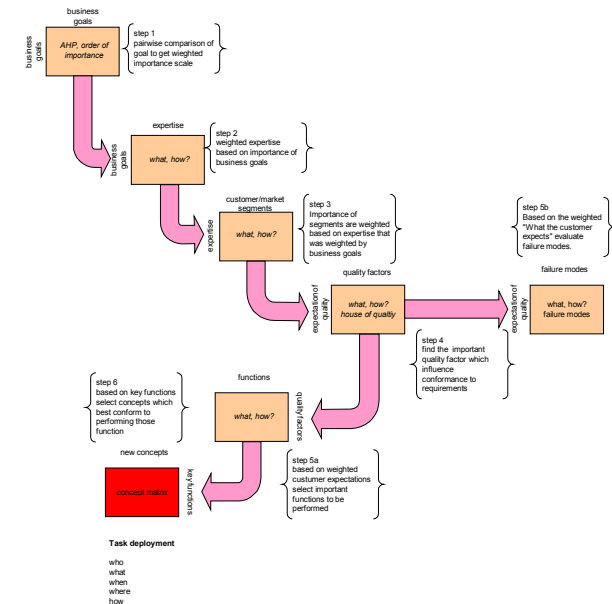 business
goals
business
goals
AHP, order of
importance
step 1
pairwise comparison of
goal to get wieghted
importance scale
expertise
business
goals
what, how?
step 2
weighted expertise
based on importance of
business goals
customer/market
segments
expertise
what, how?
step 3
Importance of
segments are weighted
based on expertise that
was weighted by
business goals
step 5b
Based on the weighted
"What the customer
expects" evaluate
failure modes.
quality factors
expectation of
quality
what, how?
house of qualtiy
failure modes
expectation of
quality
what, how?
failure modes
step 4
find the important
quality factor which
influence
conformance to
requirements
step 6
based on key functions
select concepts which
best conform to
performing those
function
functions
what, how?
quality factors
new concepts
concept matrix
key functions
step 5a
based on weighted
custumer expectations
select important
functions to be
performed
Task deployment
who
what
when
where
how